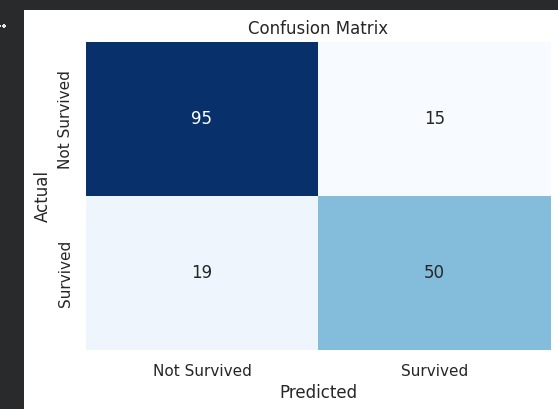 Confusion Matrix
Actual
Not Survived
95
15
Survived
19
50
Not Survived
Survived
Predicted